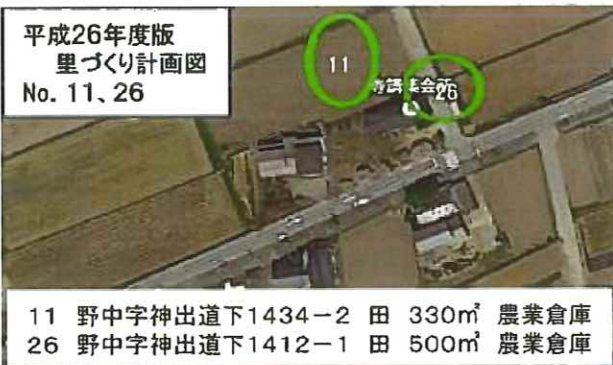 平成26年度版
里づくり計画図
No. 11、26
11
26
集会所
11 野中字神出道下1434－2 田 330㎡ 農業倉庫
26 野中字神出道下1412－1 田 500㎡ 農業倉庫